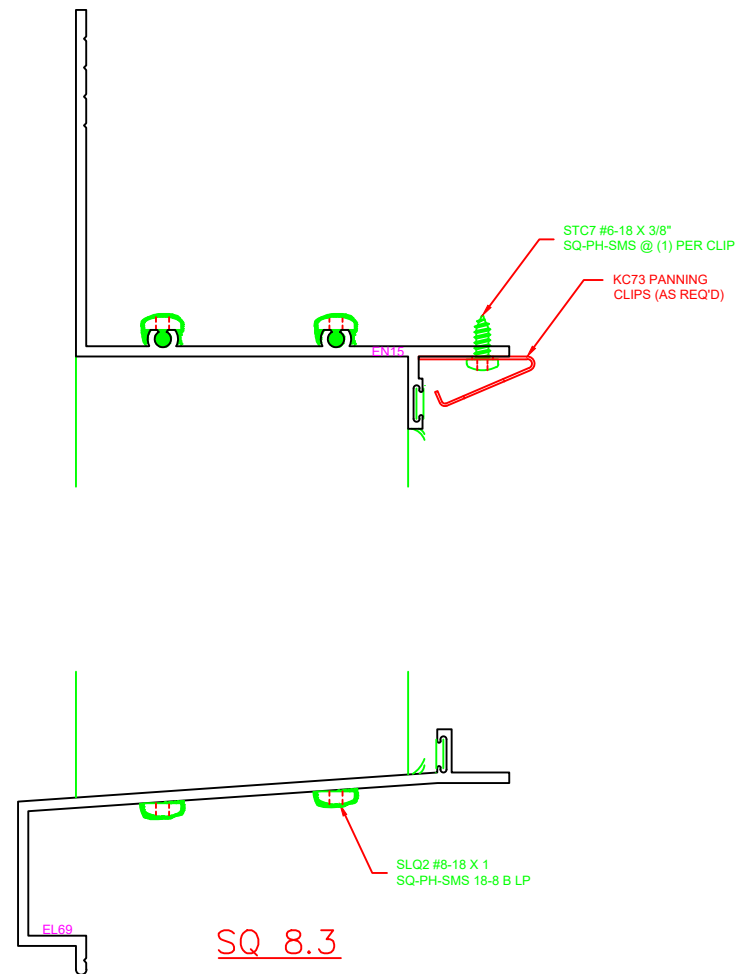 STC7 #6-18 X 3/8"
SQ-PH-SMS @ (1) PER CLIP
KC73 PANNING
CLIPS (AS REQ'D)
EN15
SLQ2 #8-18 X 1
SQ-PH-SMS 18-8 B LP
EL69
SQ 8.3